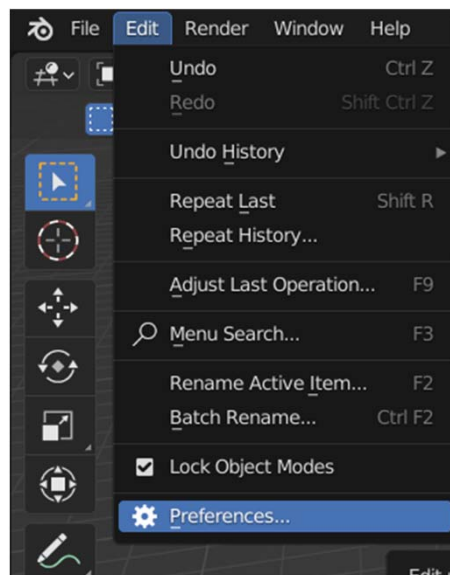 File Edit Render Window Help
Undo Ctrl Z
Redo Shift Ctrl Z
Undo History
Repeat Last Shift R
Repeat History...
Adjust Last Operation... F9
Menu Search... F3
Rename Active Item... F2
Batch Rename... Ctrl F2
Lock Object Modes
Preferences...
Edit